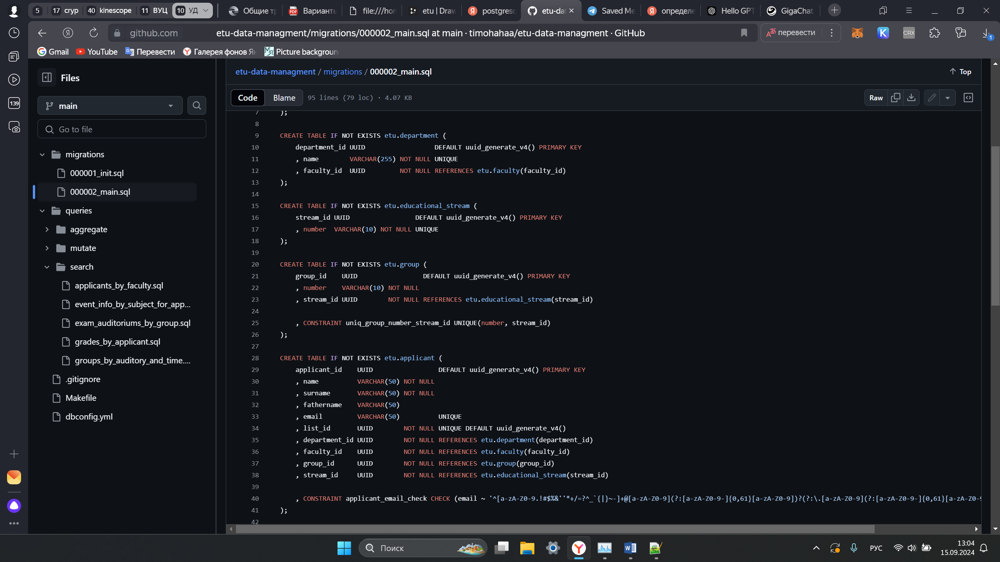 5 17 cryp 40 kinescope 11 ВУЦ 10 УД Общие тр Вариант file:///hon etu | Draw postgresc etu-dat Saved Me определе Hello GPT GigaChat
github.com etu-data-managment/migrations/000002_main.sql at main · timohahaa/etu-data-managment · GitHub перевести CRX 1
Gmail YouTube Перевести Галерея фонов Ян Picture backgroun
139
Files
main
Go to file
migrations
000001_init.sql
000002_main.sql
queries
aggregate
mutate
search
applicants_by_faculty.sql
event_info_by_subject_for_app...
exam_auditoriums_by_group.sql
grades_by_applicant.sql
groups_by_auditory_and_time....
.gitignore
Makefile
dbconfig.yml
etu-data-managment / migrations / 000002_main.sql Top
Code Blame 95 lines (79 loc) · 4.07 KB Raw
7 );
8
9 CREATE TABLE IF NOT EXISTS etu.department (
10 department_id UUID DEFAULT uuid_generate_v4() PRIMARY KEY
11 , name VARCHAR(255) NOT NULL UNIQUE
12 , faculty_id UUID NOT NULL REFERENCES etu.faculty(faculty_id)
13 );
14
15 CREATE TABLE IF NOT EXISTS etu.educational_stream (
16 stream_id UUID DEFAULT uuid_generate_v4() PRIMARY KEY
17 , number VARCHAR(10) NOT NULL UNIQUE
18 );
19
20 CREATE TABLE IF NOT EXISTS etu.group (
21 group_id UUID DEFAULT uuid_generate_v4() PRIMARY KEY
22 , number VARCHAR(10) NOT NULL
23 , stream_id UUID NOT NULL REFERENCES etu.educational_stream(stream_id)
24
25 , CONSTRAINT uniq_group_number_stream_id UNIQUE(number, stream_id)
26 );
27
28 CREATE TABLE IF NOT EXISTS etu.applicant (
29 applicant_id UUID DEFAULT uuid_generate_v4() PRIMARY KEY
30 , name VARCHAR(50) NOT NULL
31 , surname VARCHAR(50) NOT NULL
32 , fathername VARCHAR(50)
33 , email VARCHAR(50) UNIQUE
34 , list_id UUID NOT NULL UNIQUE DEFAULT uuid_generate_v4()
35 , department_id UUID NOT NULL REFERENCES etu.department(department_id)
36 , faculty_id UUID NOT NULL REFERENCES etu.faculty(faculty_id)
37 , group_id UUID NOT NULL REFERENCES etu.group(group_id)
38 , stream_id UUID NOT NULL REFERENCES etu.educational_stream(stream_id)
39
40 , CONSTRAINT applicant_email_check CHECK (email ~ '^[a-zA-Z0-9.!#$%&''*+/=?^_`{|}~-]+@[a-zA-Z0-9](?:[a-zA-Z0-9-]{0,61}[a-zA-Z0-9])?(?:\.[a-zA-Z0-9](?:[a-zA-Z0-9-]{0,61}[a-zA-Z0-9
41 );
42
Поиск РУС 13:04
15.09.2024